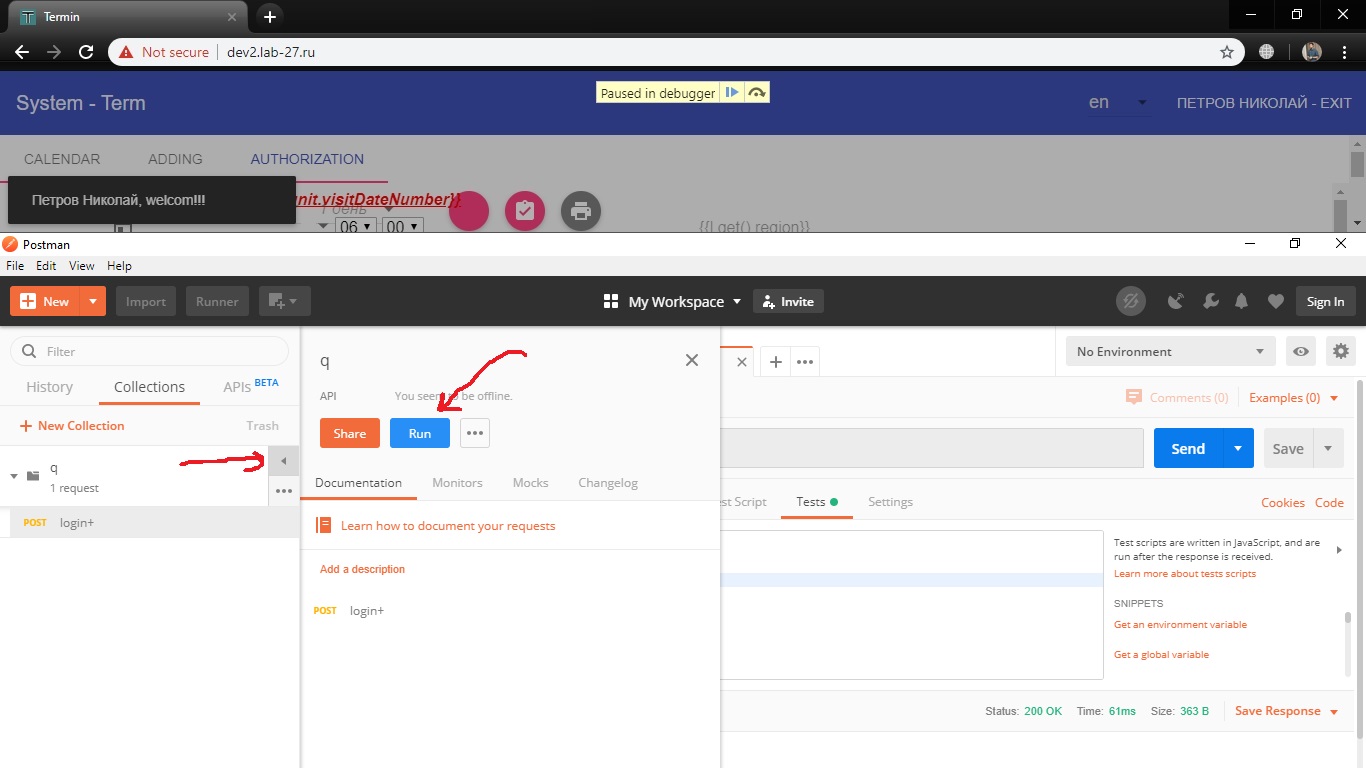 Termin
Not secure | dev2.lab-27.ru
Paused in debugger
System - Term
en
ПЕТРОВ НИКОЛАЙ - EXIT
CALENDAR ADDING AUTHORIZATION
Петров Николай, welcom!!!
nit.yisitDateNumber}}
1 день
06 00
{{I.get() region}}
Postman
File Edit View Help
New Import Runner My Workspace Invite Sign In
Filter
History Collections APIs BETA
+ New Collection Trash
q
1 request
POST login+
q
API You seem to be offline.
Share Run
Documentation Monitors Mocks Changelog
Learn how to document your requests
Add a description
POST login+
No Environment
Comments (0) Examples (0)
Send Save
est Script Tests Settings Cookies Code
Test scripts are written in JavaScript, and are
run after the response is received.
Learn more about tests scripts
SNIPPETS
Get an environment variable
Get a global variable
Status: 200 OK Time: 61ms Size: 363 B Save Response